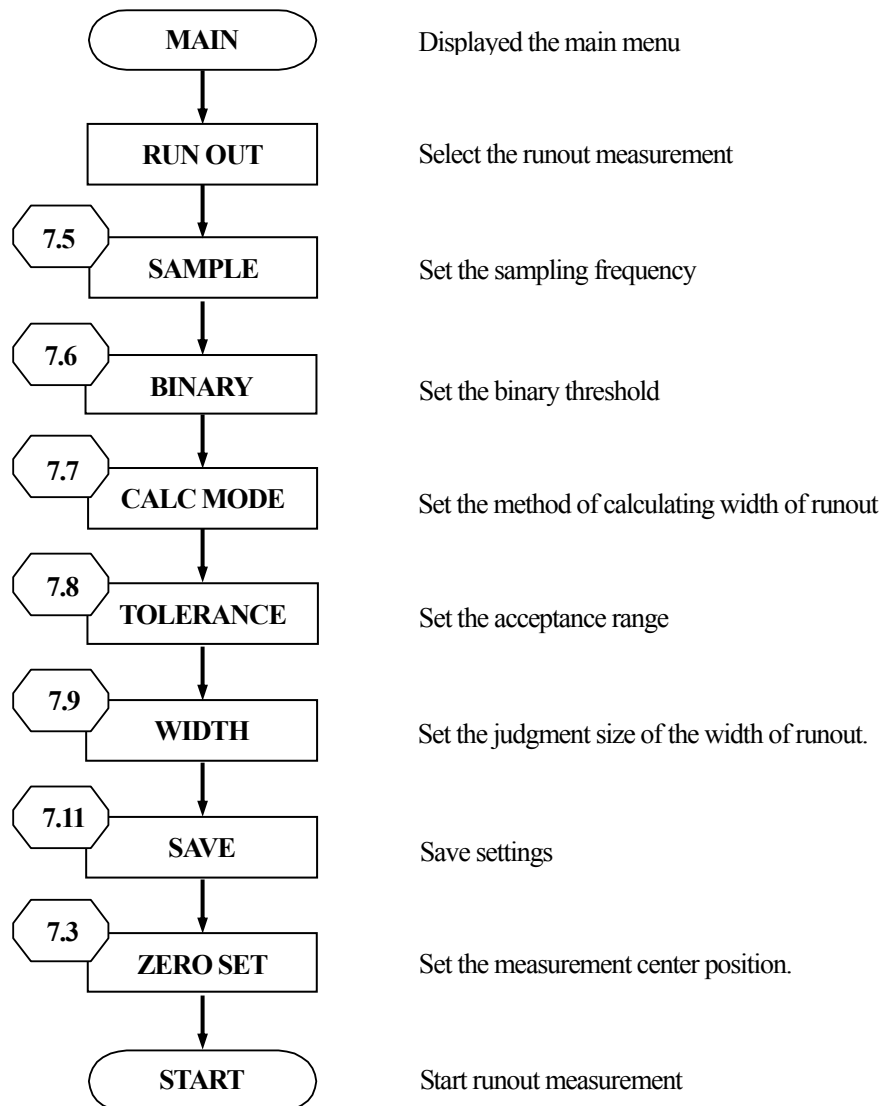 MAIN Displayed the main menu
RUN OUT Select the runout measurement
7.5
SAMPLE Set the sampling frequency
7.6
BINARY Set the binary threshold
7.7
CALC MODE Set the method of calculating width of runout
7.8
TOLERANCE Set the acceptance range
7.9
WIDTH Set the judgment size of the width of runout.
7.11
SAVE Save settings
7.3
ZERO SET Set the measurement center position.
START Start runout measurement